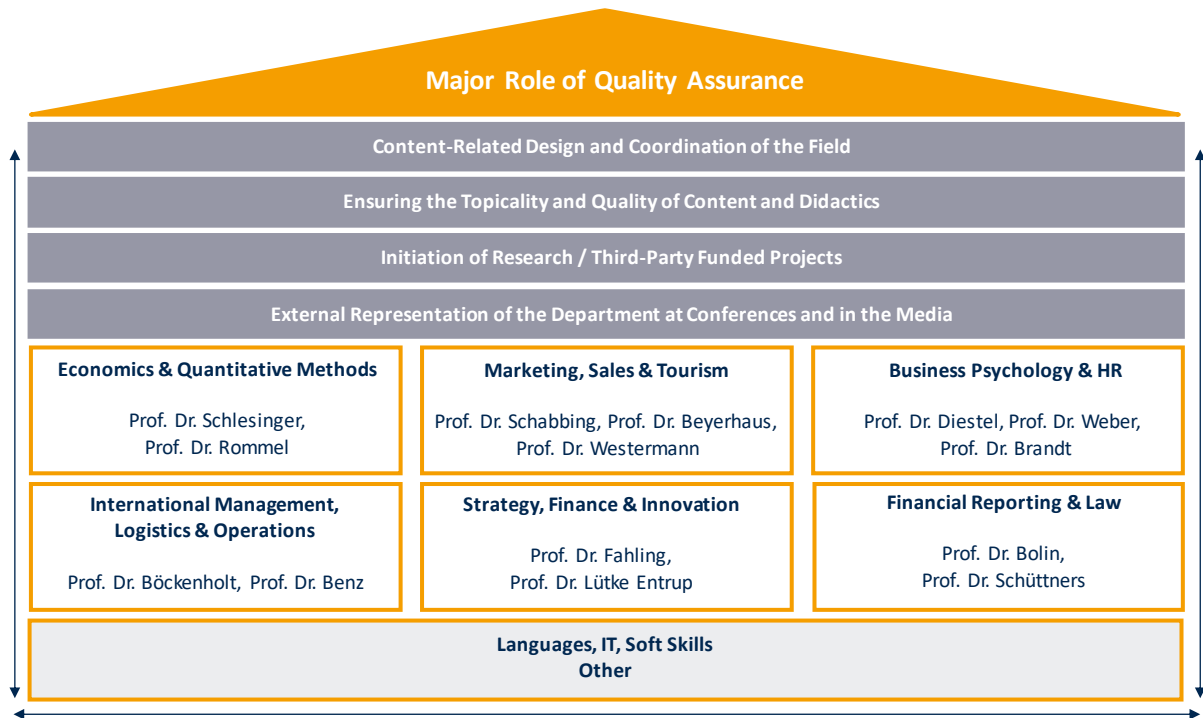 Major Role of Quality Assurance
Content-Related Design and Coordination of the Field
Ensuring the Topicality and Quality of Content and Didactics
Initiation of Research / Third-Party Funded Projects
External Representation of the Department at Conferences and in the Media
Economics & Quantitative Methods
Prof. Dr. Schlesinger,
Prof. Dr. Rommel
Marketing, Sales & Tourism
Prof. Dr. Schabbing, Prof. Dr. Beyerhaus,
Prof. Dr. Westermann
Business Psychology & HR
Prof. Dr. Diestel, Prof. Dr. Weber,
Prof. Dr. Brandt
International Management,
Logistics & Operations
Prof. Dr. Böckenholt, Prof. Dr. Benz
Strategy, Finance & Innovation
Prof. Dr. Fahling,
Prof. Dr. Lütke Entrup
Financial Reporting & Law
Prof. Dr. Bolin,
Prof. Dr. Schüttners
Languages, IT, Soft Skills
Other